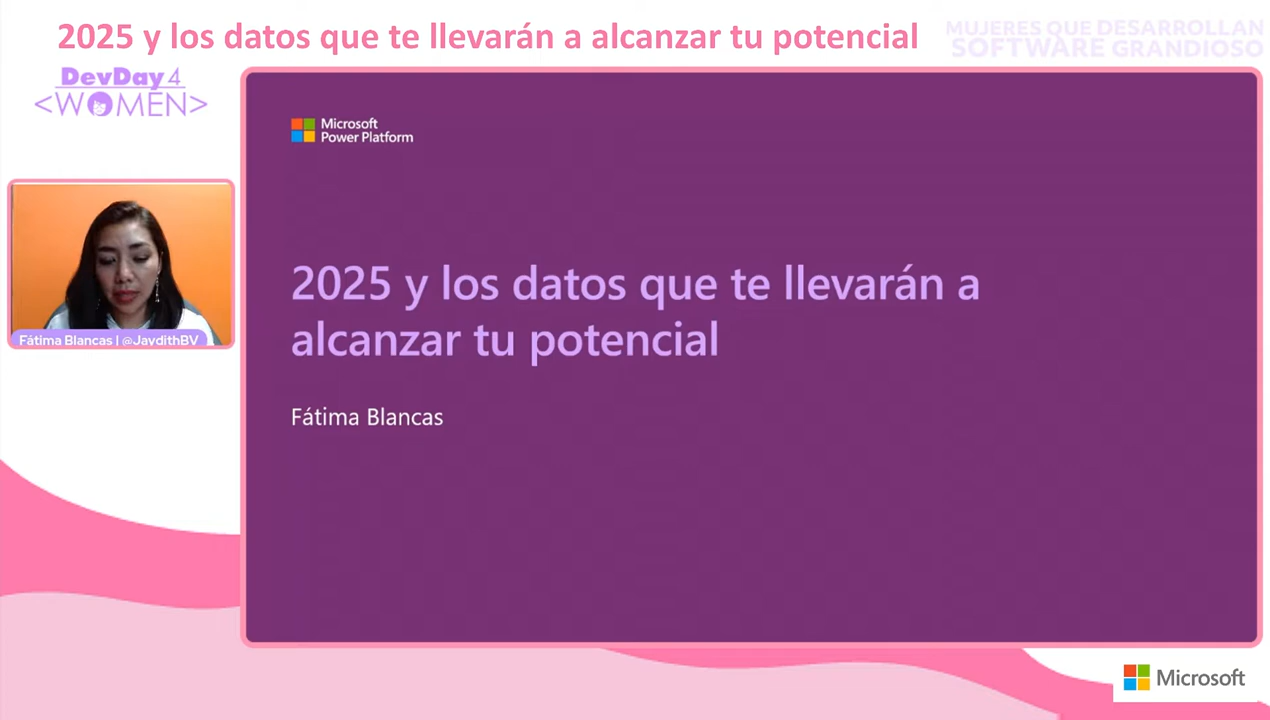 2025 y los datos que te llevarán a alcanzar tu potencial
MUJERES QUE DESARROLLAN
SOFTWARE GRANDIOSO
DevDay4
<WOMEN>
Microsoft
Power Platform
2025 y los datos que te llevarán a
alcanzar tu potencial
Fátima Blancas
Fátima Blancas | @JaydithBV
Microsoft